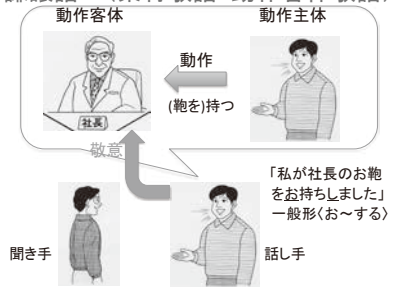 動作客体
動作主体
動作
(鞄を)持つ
社長
敬意
「私が社長のお鞄
をお持ちしました」
一般形〈お～する〉
聞き手
話し手